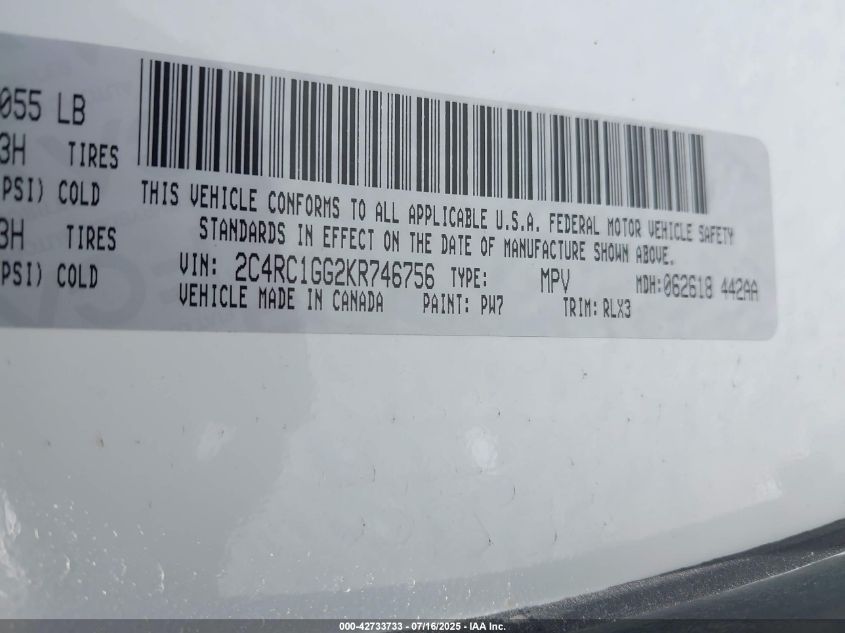 055 LB
3H TIRES
PSI) COLD
3H TIRES
PSI) COLD
THIS VEHICLE CONFORMS TO ALL APPLICABLE U.S.A. FEDERAL MOTOR VEHICLE SAFETY
STANDARDS IN EFFECT ON THE DATE OF MANUFACTURE SHOWN ABOVE.
VIN: 2C4RC1GG2KR746756 TYPE: MPV MDH:062618 442AA
VEHICLE MADE IN CANADA PAINT: PW7 TRIM: RLX3
000-42733733 - 07/16/2025 - IAA Inc.